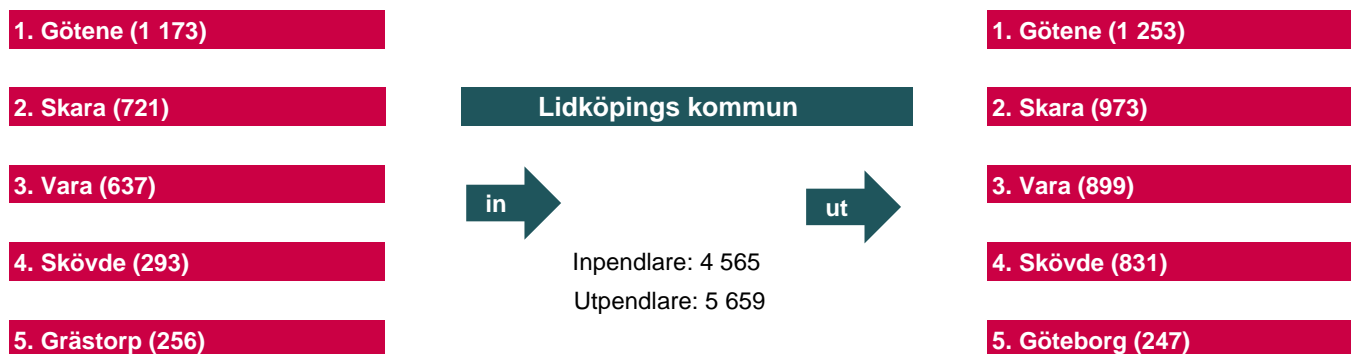 1. Götene (1 173)
2. Skara (721)
3. Vara (637)
4. Skövde (293)
5. Grästorp (256)
Lidköpings kommun
in
ut
Inpendlare: 4 565
Utpendlare: 5 659
1. Götene (1 253)
2. Skara (973)
3. Vara (899)
4. Skövde (831)
5. Göteborg (247)